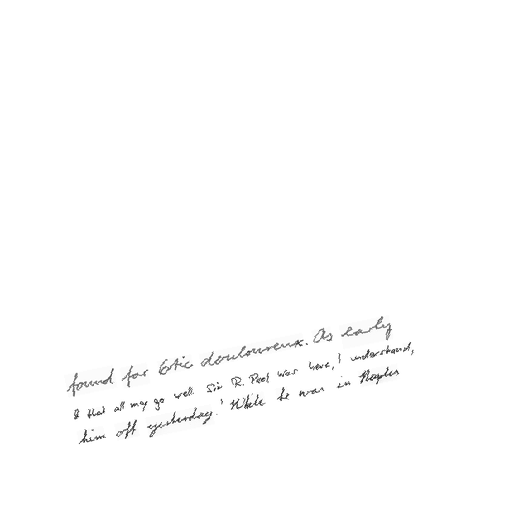 found for Etic douloureux. As early
& that all may go well. Sir R. Peel was here, I understand,
him off yesterday.' While he was in Naples